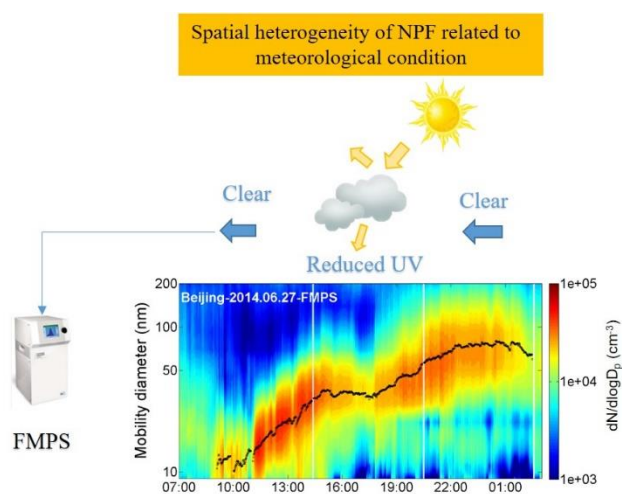 Spatial heterogeneity of NPF related to
meteorological condition
Clear
Clear
Reduced UV
FMPS
Beijing-2014.06.27-FMPS
Mobility diameter (nm)
200
100
50
10
07:00 10:00 13:00 16:00 19:00 22:00 01:00
1e+05
1e+04
1e+03
dN/dlogDp (cm-3)